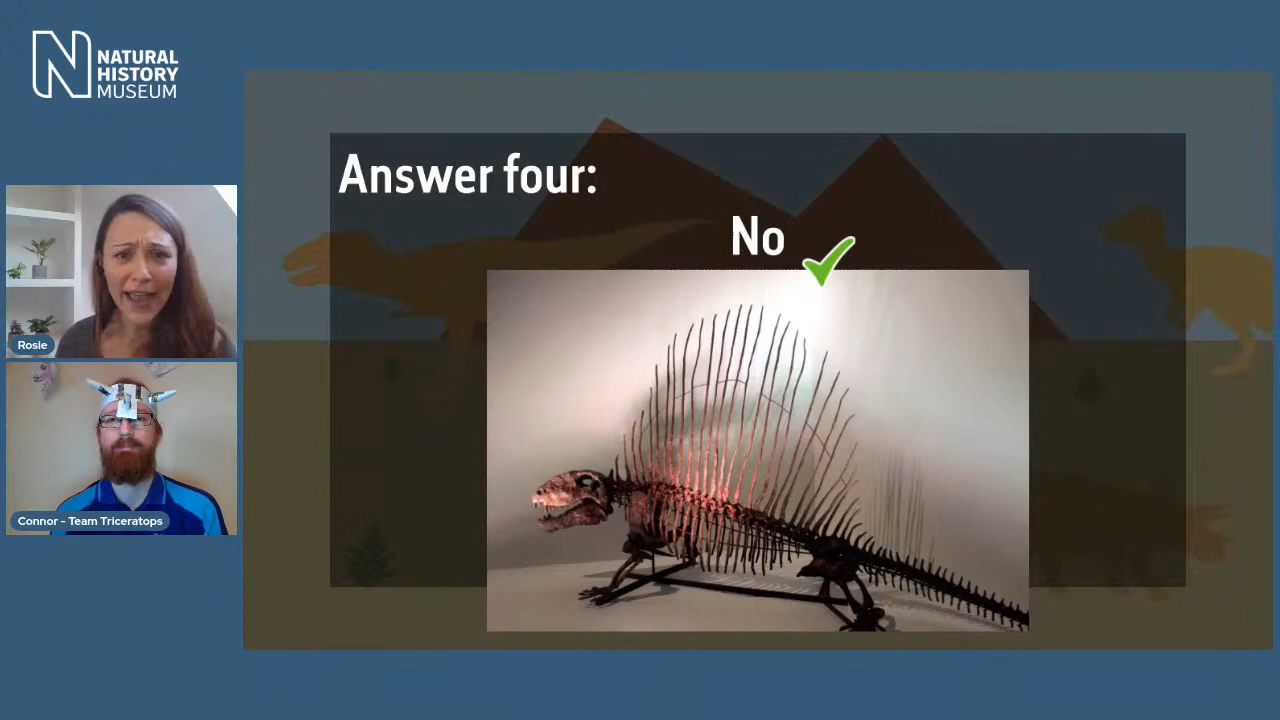 NATURAL
HISTORY
MUSEUM
Answer four:
No
Rosie
Connor - Team Triceratops